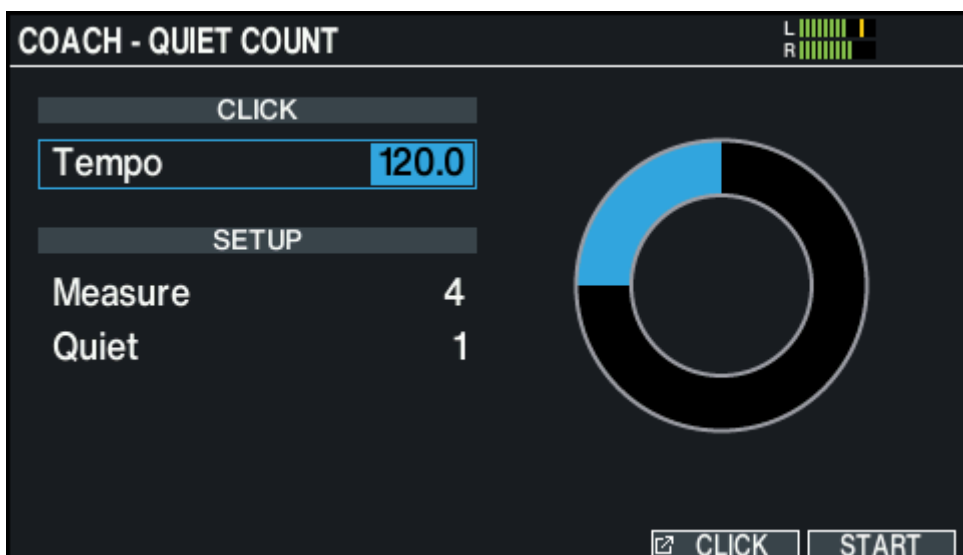 COACH - QUIET COUNT
L
R
CLICK
Tempo 120.0
SETUP
Measure 4
Quiet 1
CLICK START